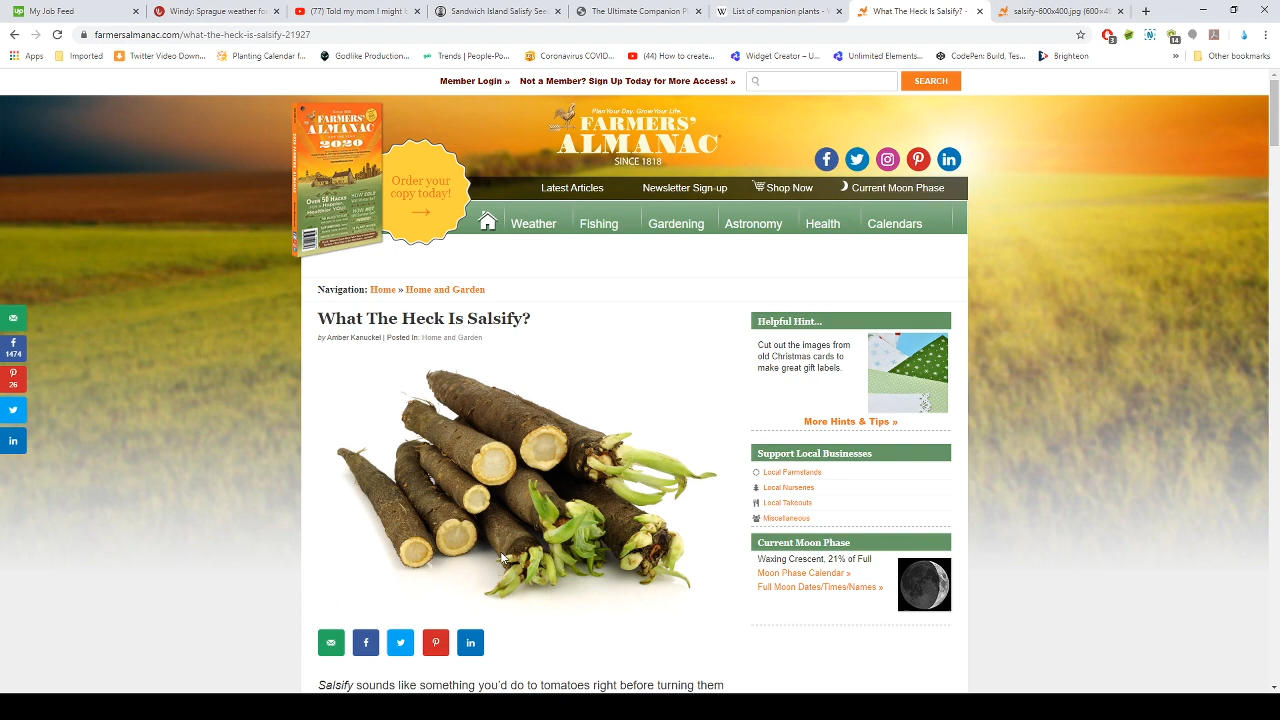 My Job Feed
Windy: Sprague weather fo
(77) Told my mom I might l
Sandwich Island Salisfy See
The Ultimate Companion P
List of companion plants - W
What The Heck Is Salsify? -
salsify-600x400.jpg (600×40
farmersalmanac.com/what-the-heck-is-salsify-21927
3
14
Apps
Imported
Twitter Video Down...
Planting Calendar f...
Godlike Production...
Trends (People-Po...
Coronavirus COVID...
(44) How to create...
Widget Creator – U...
Unlimited Elements...
CodePen: Build, Tes...
Brighteon
»
Other bookmarks
Member Login »
Not a Member? Sign Up Today for More Access! »
SEARCH
FARMERS'
ALMANAC
2020
Order your
copy today!
Plan Your Day. Grow Your Life.
FARMERS'
ALMANAC
SINCE 1818
Latest Articles
Newsletter Sign-up
Shop Now
Current Moon Phase
Weather
Fishing
Gardening
Astronomy
Health
Calendars
Navigation: Home » Home and Garden
What The Heck Is Salsify?
by Amber Kanuckel | Posted In: Home and Garden
1474
26
Helpful Hint...
Cut out the images from
old Christmas cards to
make great gift labels.
More Hints & Tips »
Support Local Businesses
Local Farmstands
Local Nurseries
Local Takeouts
Miscellaneous
Current Moon Phase
Waxing Crescent, 21% of Full
Moon Phase Calendar »
Full Moon Dates/Times/Names »
Salsify sounds like something you'd do to tomatoes right before turning them